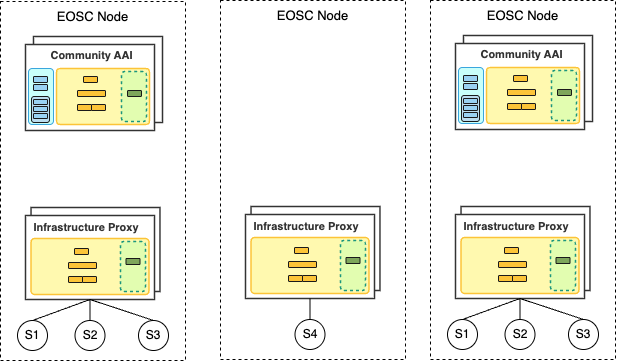 EOSC Node
EOSC Node
EOSC Node
Community AAI
Community AAI
Infrastructure Proxy
Infrastructure Proxy
Infrastructure Proxy
S1
S2
S3
S4
S1
S2
S3